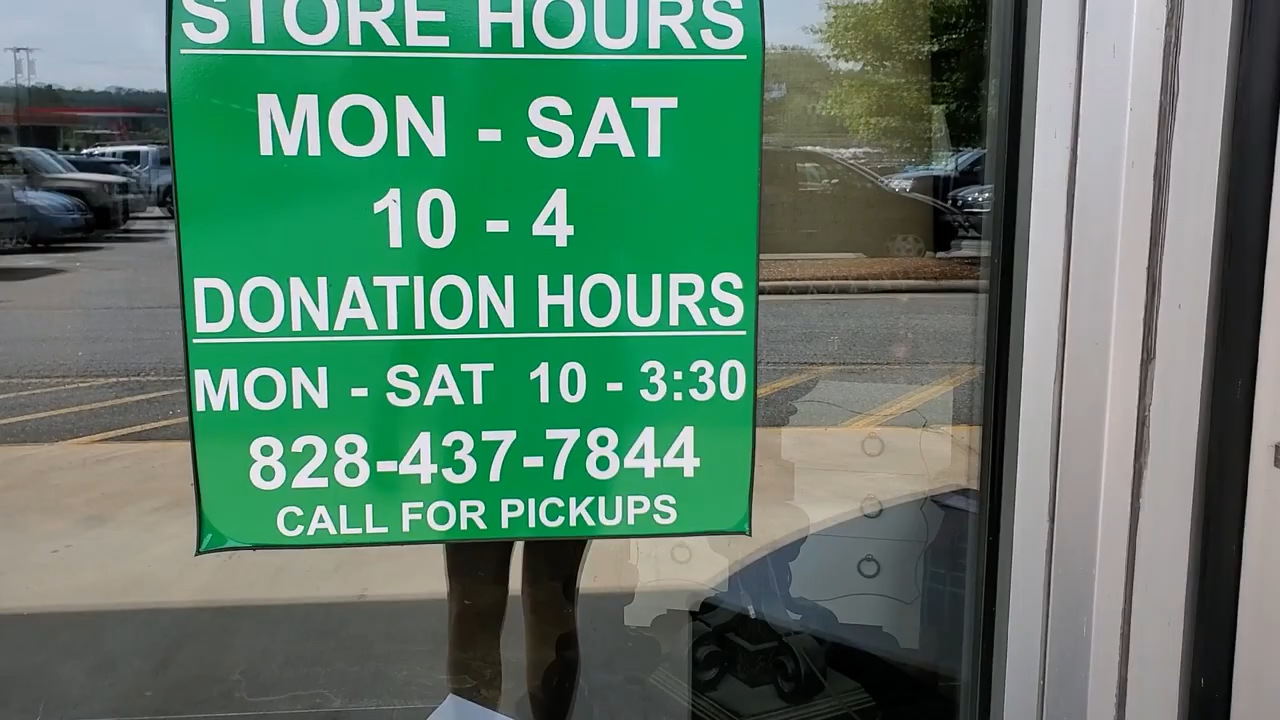 STORE HOURS
MON - SAT
10 - 4
DONATION HOURS
MON - SAT 10 - 3:30
828-437-7844
CALL FOR PICKUPS